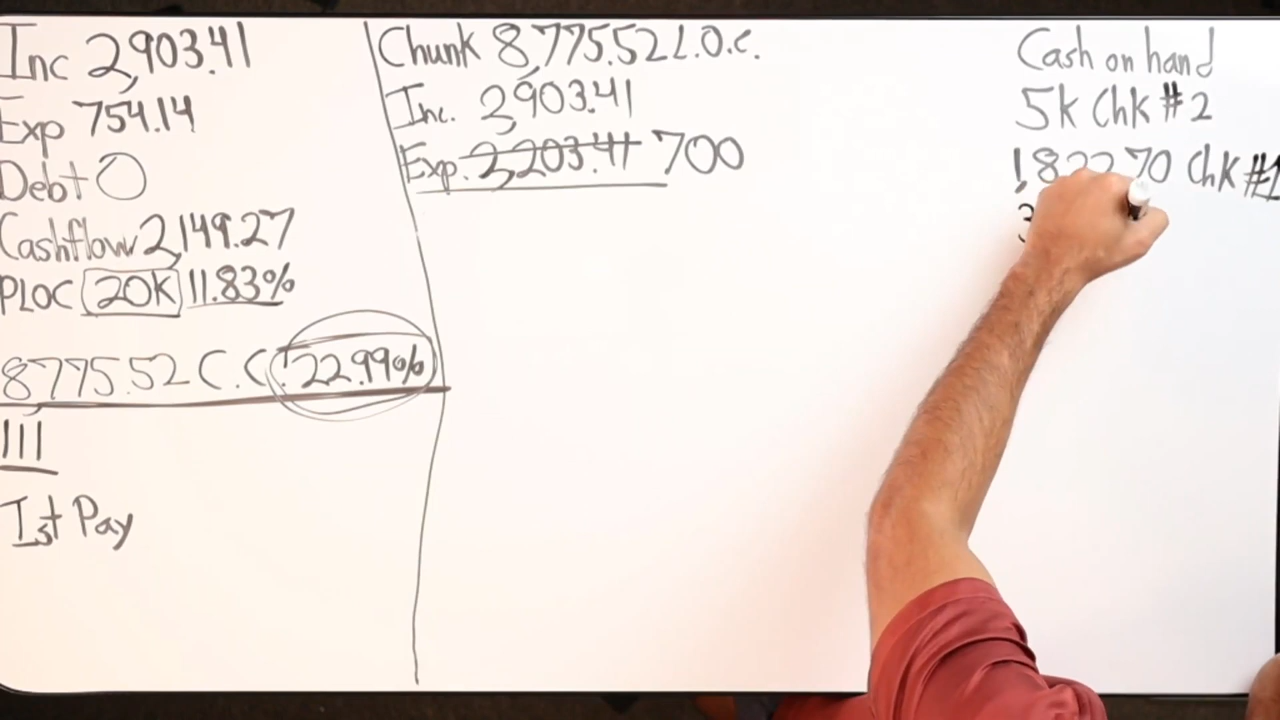 Inc 2,903.41
Exp 754.14
Debt 0
Cashflow 2,149.27
PLOC 20K 11.83%
8775.52 C.C. 22.99%
111
1st Pay
Chunk 8,775.52 L.O.C.
Inc. 2,903.41
Exp. 2,203.41 700
Cash on hand
5k Chk #2
Chk #1